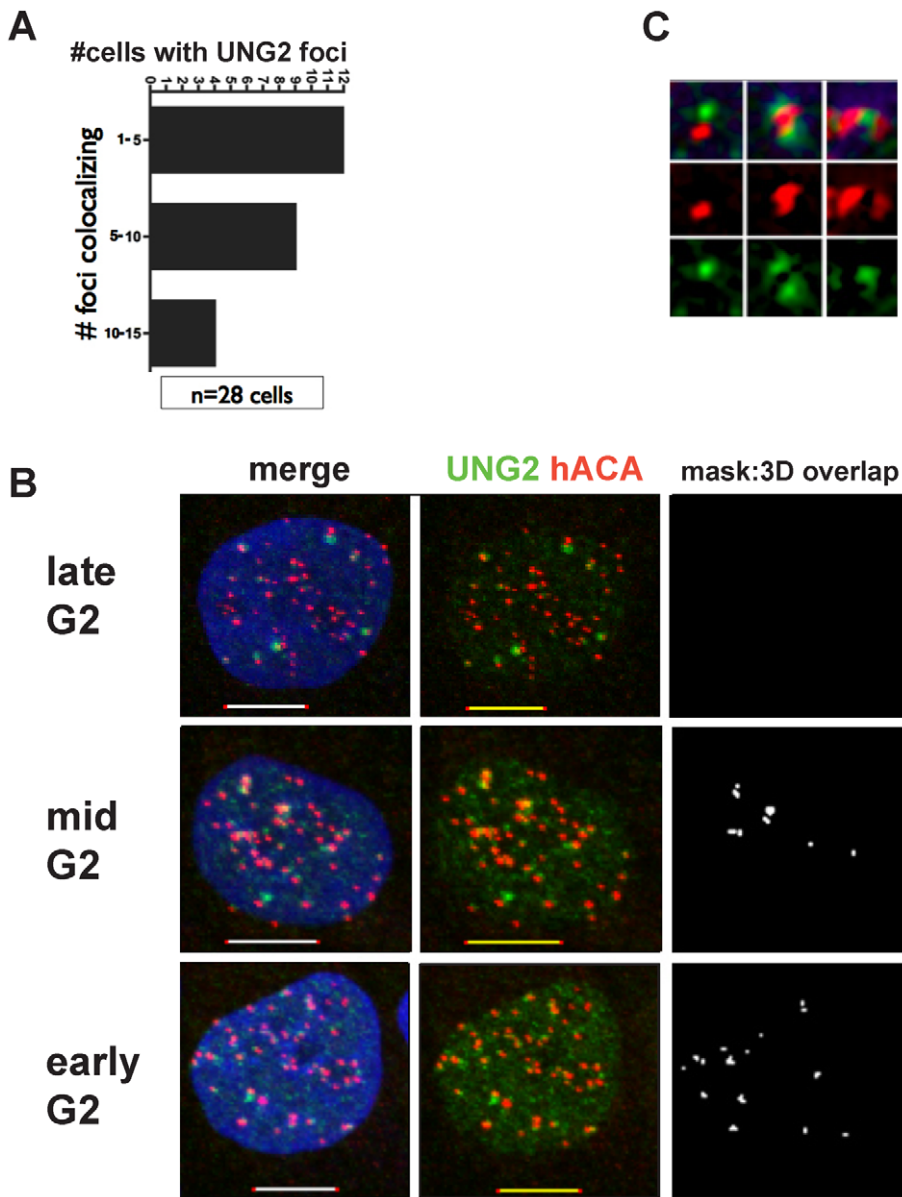 A
#cells with UNG2 foci
0 1 2 3 4 5 6 7 8 9 10 11 12
# foci colocalizing
1-5
5-10
10-15
n=28 cells
C
B
merge
UNG2 hACA
mask:3D overlap
late
G2
mid
G2
early
G2